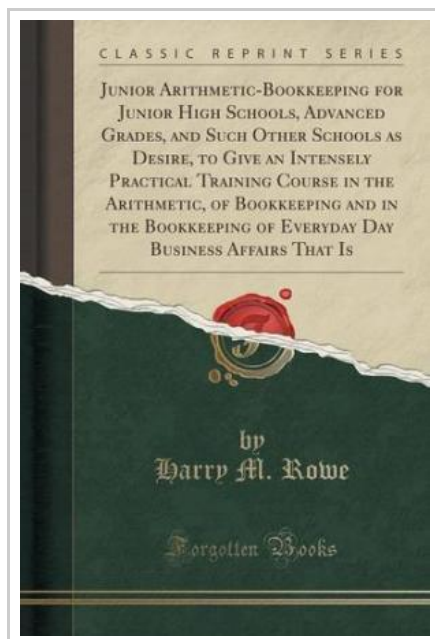 CLASSIC REPRINT SERIES
JUNIOR ARITHMETIC-BOOKKEEPING FOR
JUNIOR HIGH SCHOOLS, ADVANCED
GRADES, AND SUCH OTHER SCHOOLS AS
DESIRE, TO GIVE AN INTENSELY
PRACTICAL TRAINING COURSE IN THE
ARITHMETIC, OF BOOKKEEPING AND IN
THE BOOKKEEPING OF EVERYDAY DAY
BUSINESS AFFAIRS THAT IS
by
Harry M. Rowe
Forgotten Books